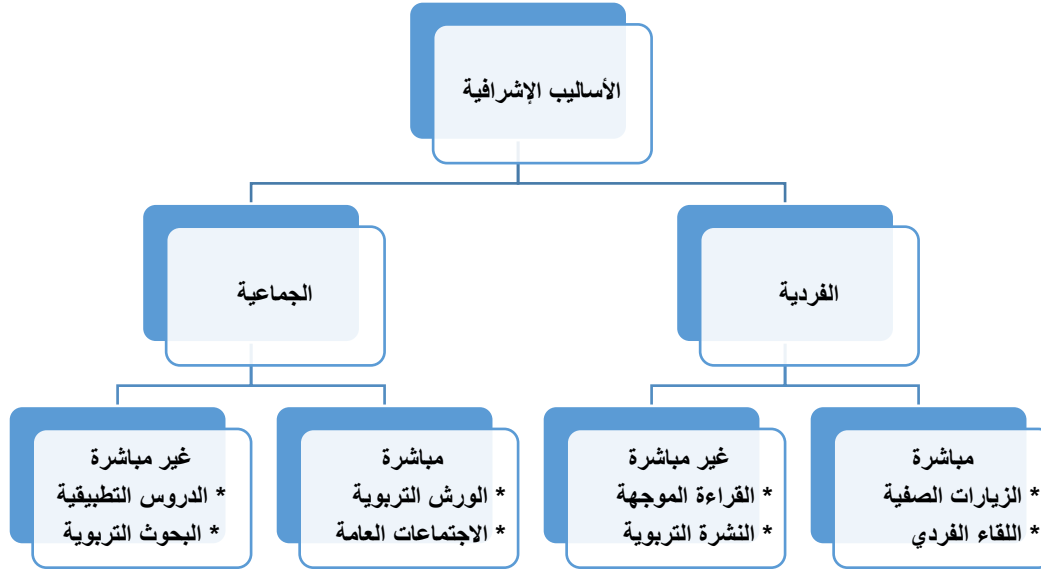 الأساليب الإشرافية
الفردية
الجماعية
مباشرة
* الزيارات الصفية
* اللقاء الفردي
غير مباشرة
* القراءة الموجهة
* النشرة التربوية
مباشرة
* الورش التربوية
* الاجتماعات العامة
غير مباشرة
* الدروس التطبيقية
* البحوث التربوية